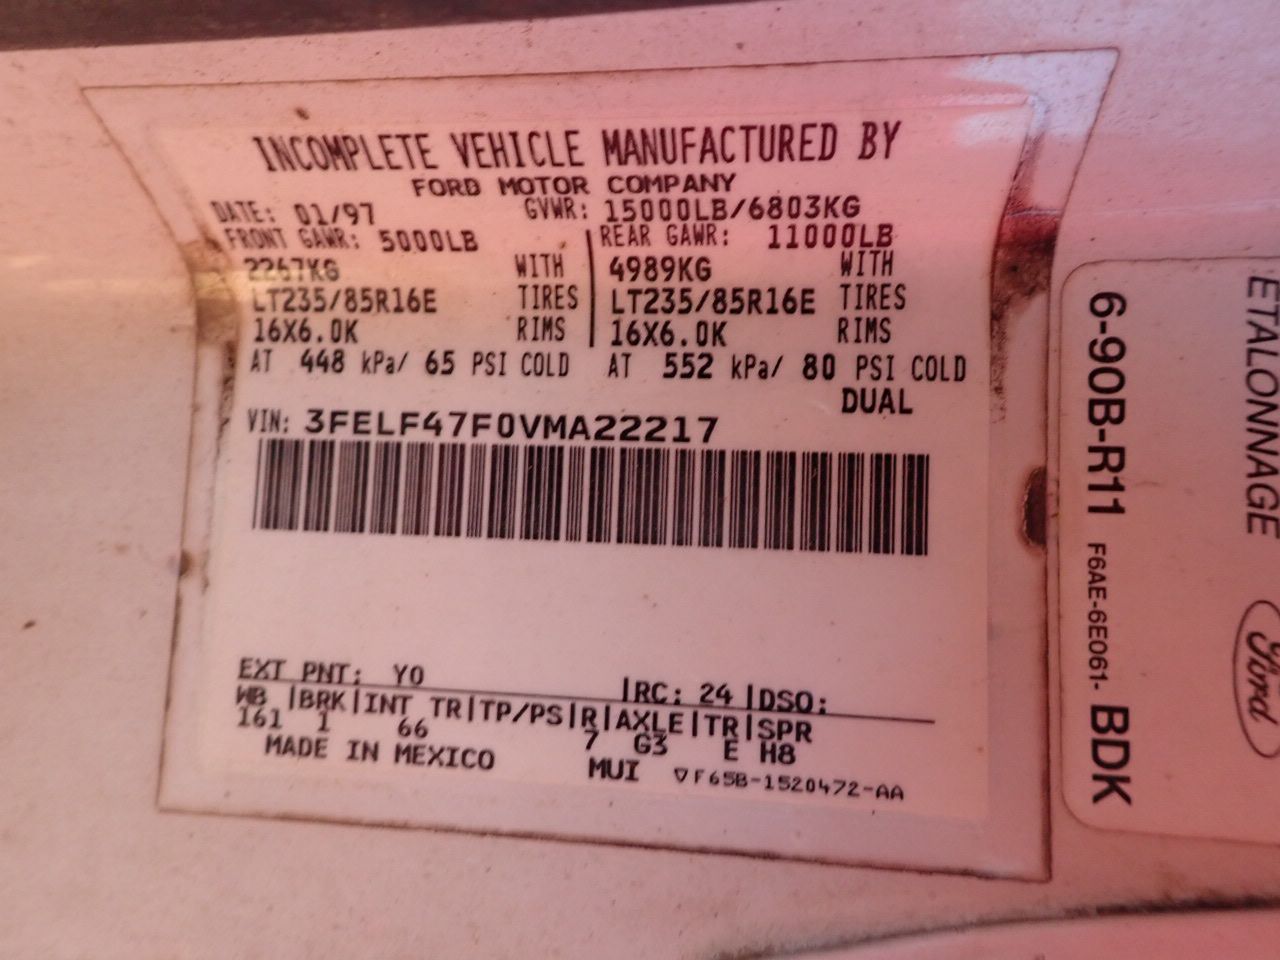 INCOMPLETE VEHICLE MANUFACTURED BY
FORD MOTOR COMPANY
DATE: 01/97 GVWR: 15000LB/6803KG
FRONT GAWR: 5000LB REAR GAWR: 11000LB
2267KG WITH 4989KG WITH
LT235/85R16E TIRES LT235/85R16E TIRES
16X6.0K RIMS 16X6.0K RIMS
AT 448 kPa/ 65 PSI COLD AT 552 kPa/ 80 PSI COLD
DUAL
VIN: 3FELF47F0VMA22217
EXT PNT: YO RC: 24 DSO:
WB |BRK|INT TR|TP/PS|R|AXLE|TR|SPR
161 1 66 7 G3 E H8
MADE IN MEXICO MUI ▽F65B-1520472-AA
6-90B-R11 F6AE-6E061- BDK
ETALONNAGE
Ford